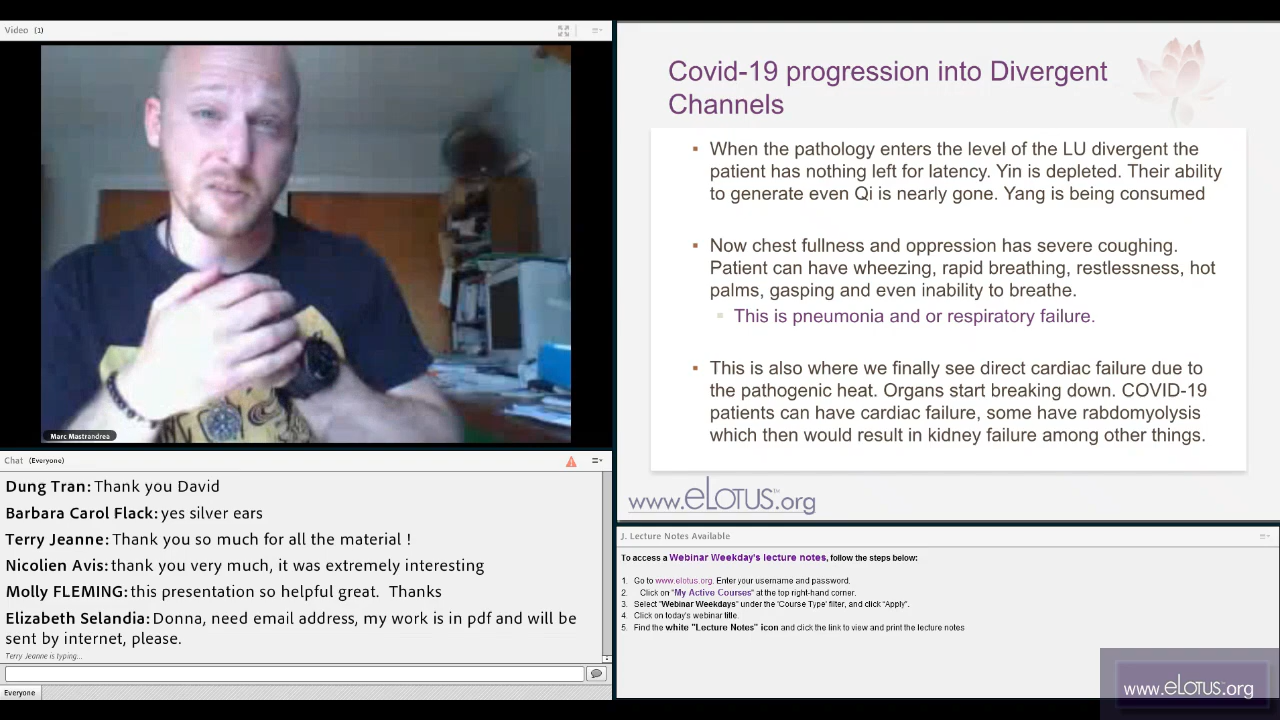 Video (1)
Marc Mastrandrea
Chat (Everyone)
Dung Tran: Thank you David
Barbara Carol Flack: yes silver ears
Terry Jeanne: Thank you so much for all the material !
Nicolien Avis: thank you very much, it was extremely interesting
Molly FLEMING: this presentation so helpful great. Thanks
Elizabeth Selandia: Donna, need email address, my work is in pdf and will be
sent by internet, please.
Terry Jeanne is typing...
Everyone
Covid-19 progression into Divergent
Channels
▪ When the pathology enters the level of the LU divergent the
patient has nothing left for latency. Yin is depleted. Their ability
to generate even Qi is nearly gone. Yang is being consumed
▪ Now chest fullness and oppression has severe coughing.
Patient can have wheezing, rapid breathing, restlessness, hot
palms, gasping and even inability to breathe.
▪ This is pneumonia and or respiratory failure.
▪ This is also where we finally see direct cardiac failure due to
the pathogenic heat. Organs start breaking down. COVID-19
patients can have cardiac failure, some have rabdomyolysis
which then would result in kidney failure among other things.
www.eLOTUS.org
J. Lecture Notes Available
To access a Webinar Weekday's lecture notes, follow the steps below:
1. Go to www.elotus.org. Enter your username and password.
2. Click on "My Active Courses" at the top right-hand corner.
3. Select "Webinar Weekdays" under the 'Course Type' filter, and click "Apply".
4. Click on today's webinar title.
5. Find the white "Lecture Notes" icon and click the link to view and print the lecture notes
www.eLOTUS.org